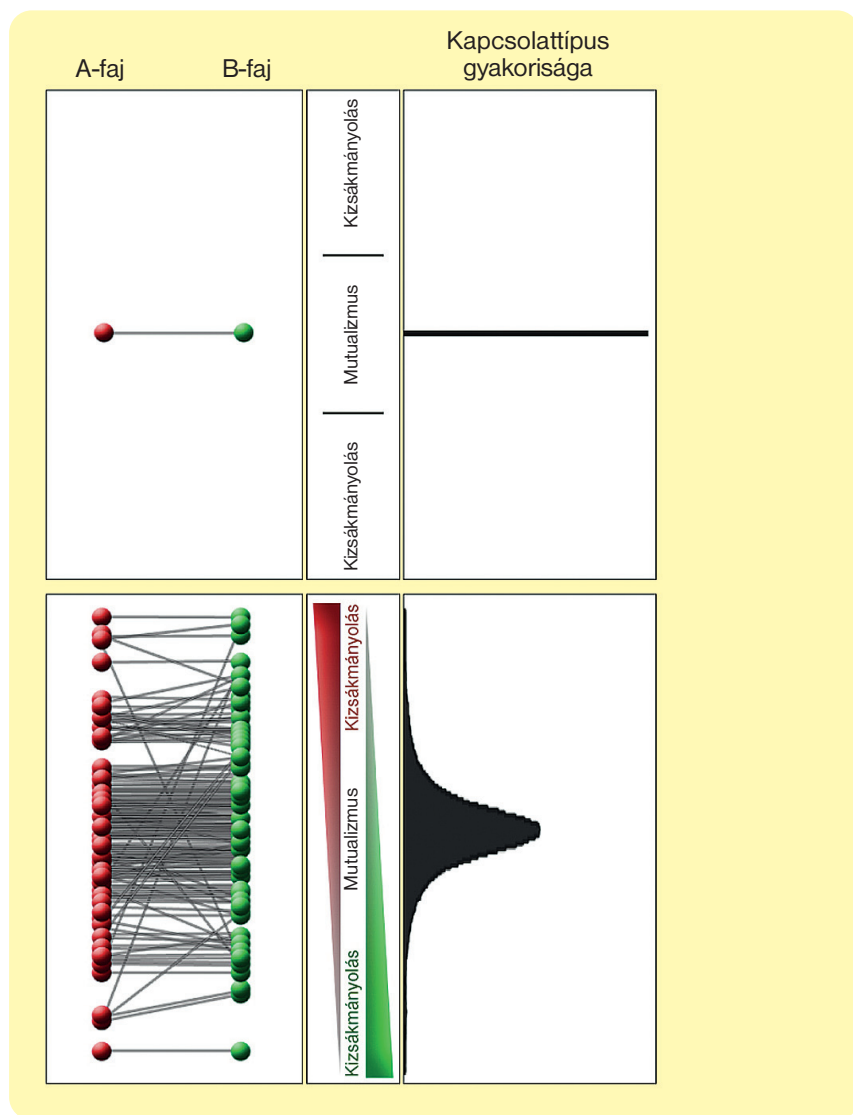 A-faj
B-faj
Kapcsolattípus
gyakorisága
Kizsákmányolás
Mutualizmus
Kizsákmányolás
Kizsákmányolás
Mutualizmus
Kizsákmányolás